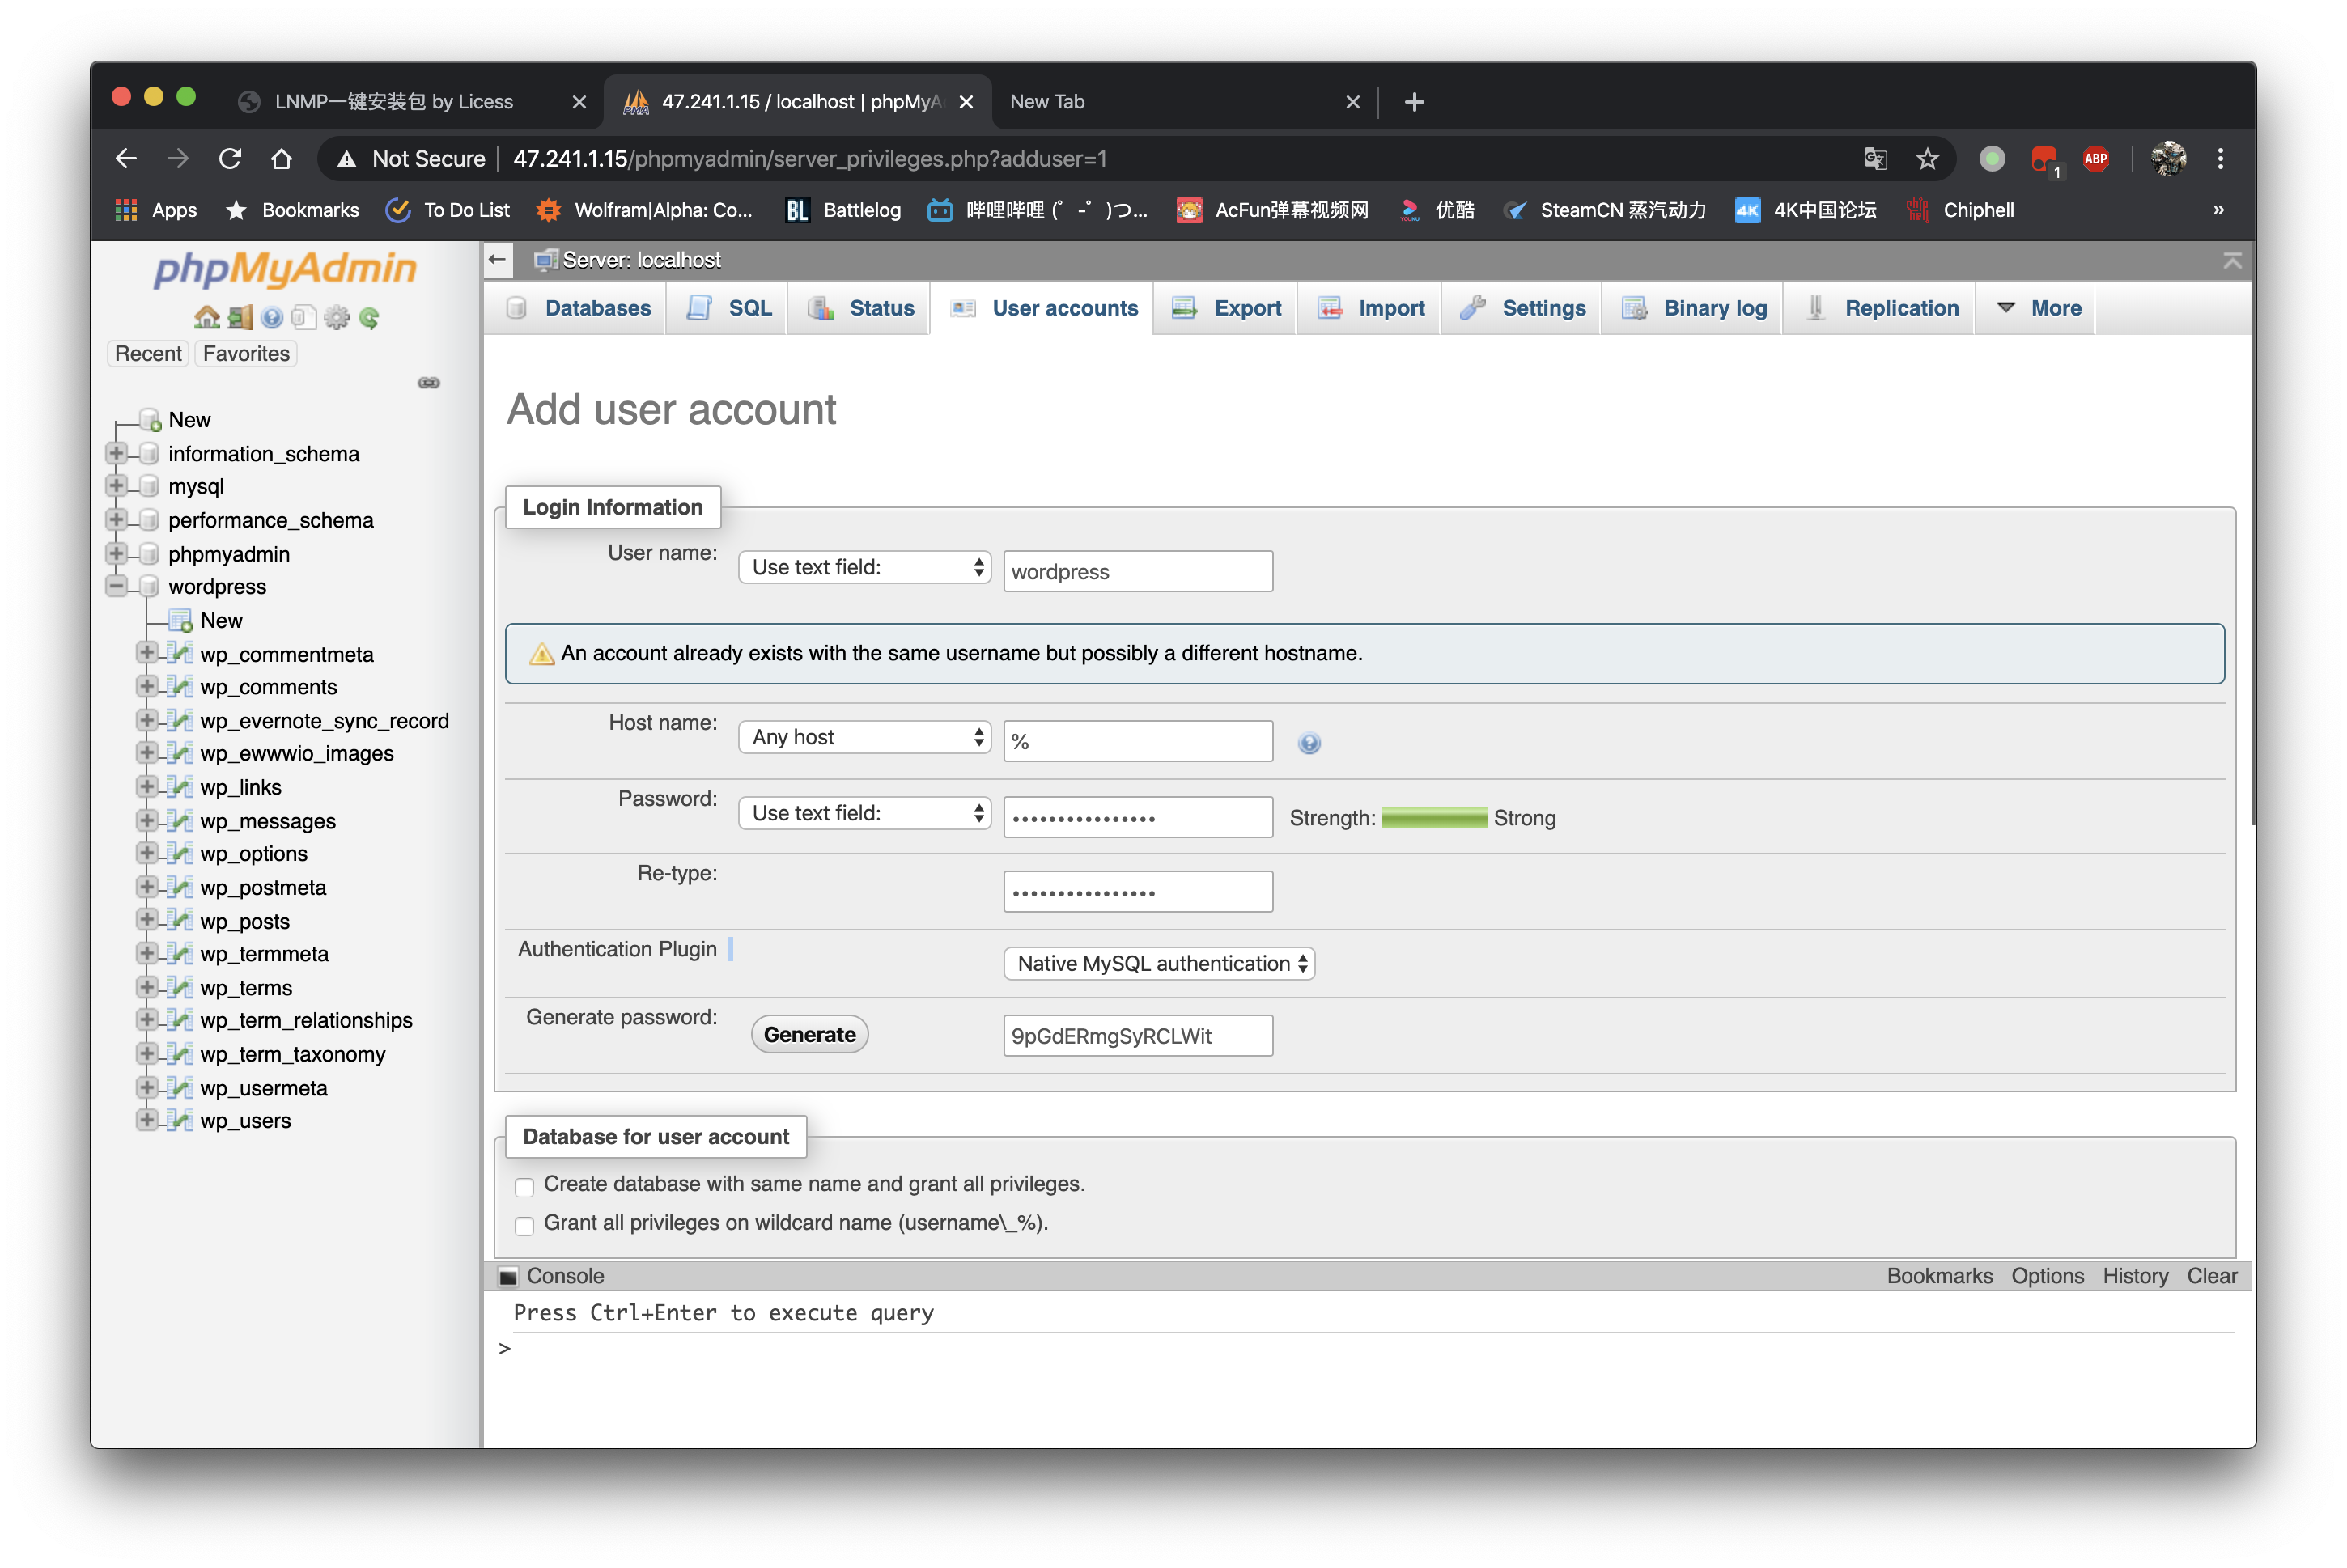 LNMP一键安装包 by Licess
47.241.1.15 / localhost | phpMyA
New Tab
Not Secure 47.241.1.15/phpmyadmin/server_privileges.php?adduser=1
1
ABP
Apps Bookmarks To Do List Wolfram|Alpha: Co... BL Battlelog 哔哩哔哩 (゜-゜)つ... AcFun弹幕视频网 YOUKU 优酷 SteamCN 蒸汽动力 4K 4K中国论坛 Chiphell »
phpMyAdmin
Recent Favorites
New
information_schema
mysql
performance_schema
phpmyadmin
wordpress
New
wp_commentmeta
wp_comments
wp_evernote_sync_record
wp_ewwwio_images
wp_links
wp_messages
wp_options
wp_postmeta
wp_posts
wp_termmeta
wp_terms
wp_term_relationships
wp_term_taxonomy
wp_usermeta
wp_users
Server: localhost
Databases SQL Status User accounts Export Import Settings Binary log Replication More
Add user account
Login Information
User name: Use text field: wordpress
An account already exists with the same username but possibly a different hostname.
Host name: Any host %
Password: Use text field: •••••••••••••••• Strength: Strong
Re-type: ••••••••••••••••
Authentication Plugin Native MySQL authentication
Generate password: Generate 9pGdERmgSyRCLWit
Database for user account
Create database with same name and grant all privileges.
Grant all privileges on wildcard name (username\_%).
Console Bookmarks Options History Clear
Press Ctrl+Enter to execute query
>